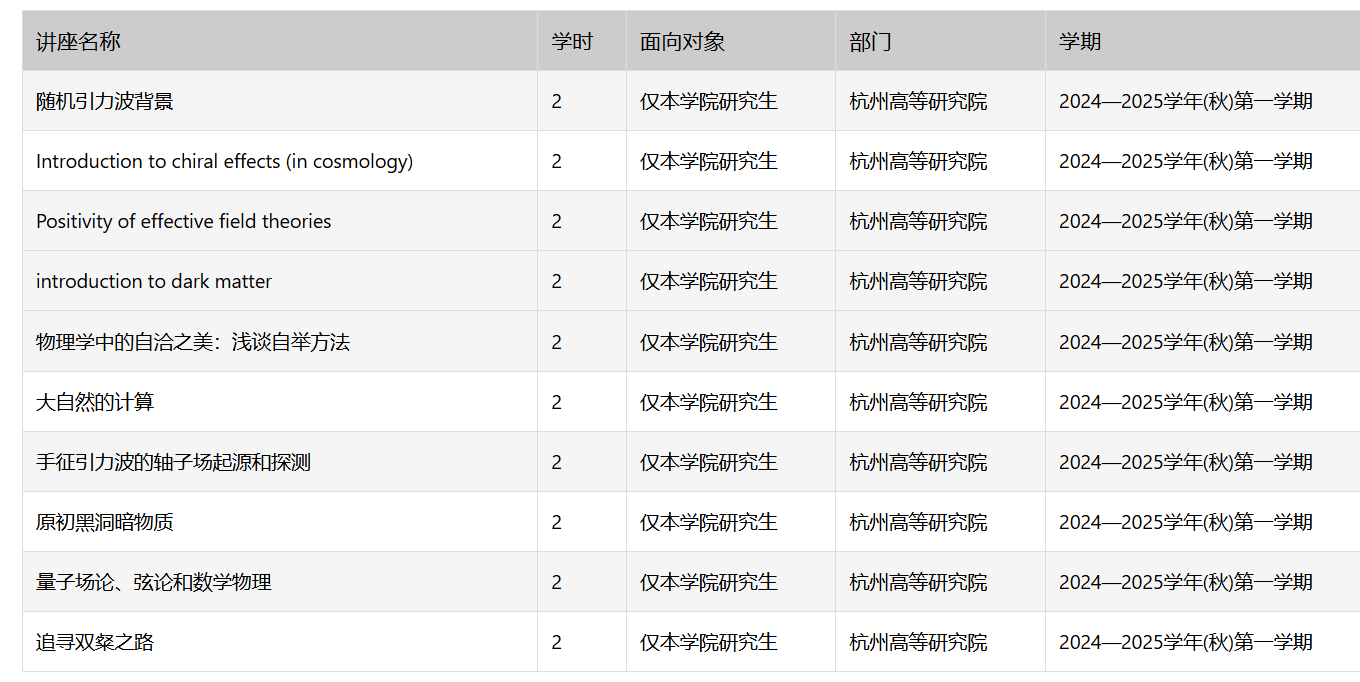 讲座名称 学时 面向对象 部门 学期
随机引力波背景 2 仅本学院研究生 杭州高等研究院 2024—2025学年(秋)第一学期
Introduction to chiral effects (in cosmology) 2 仅本学院研究生 杭州高等研究院 2024—2025学年(秋)第一学期
Positivity of effective field theories 2 仅本学院研究生 杭州高等研究院 2024—2025学年(秋)第一学期
introduction to dark matter 2 仅本学院研究生 杭州高等研究院 2024—2025学年(秋)第一学期
物理学中的自洽之美：浅谈自举方法 2 仅本学院研究生 杭州高等研究院 2024—2025学年(秋)第一学期
大自然的计算 2 仅本学院研究生 杭州高等研究院 2024—2025学年(秋)第一学期
手征引力波的轴子场起源和探测 2 仅本学院研究生 杭州高等研究院 2024—2025学年(秋)第一学期
原初黑洞暗物质 2 仅本学院研究生 杭州高等研究院 2024—2025学年(秋)第一学期
量子场论、弦论和数学物理 2 仅本学院研究生 杭州高等研究院 2024—2025学年(秋)第一学期
追寻双粲之路 2 仅本学院研究生 杭州高等研究院 2024—2025学年(秋)第一学期